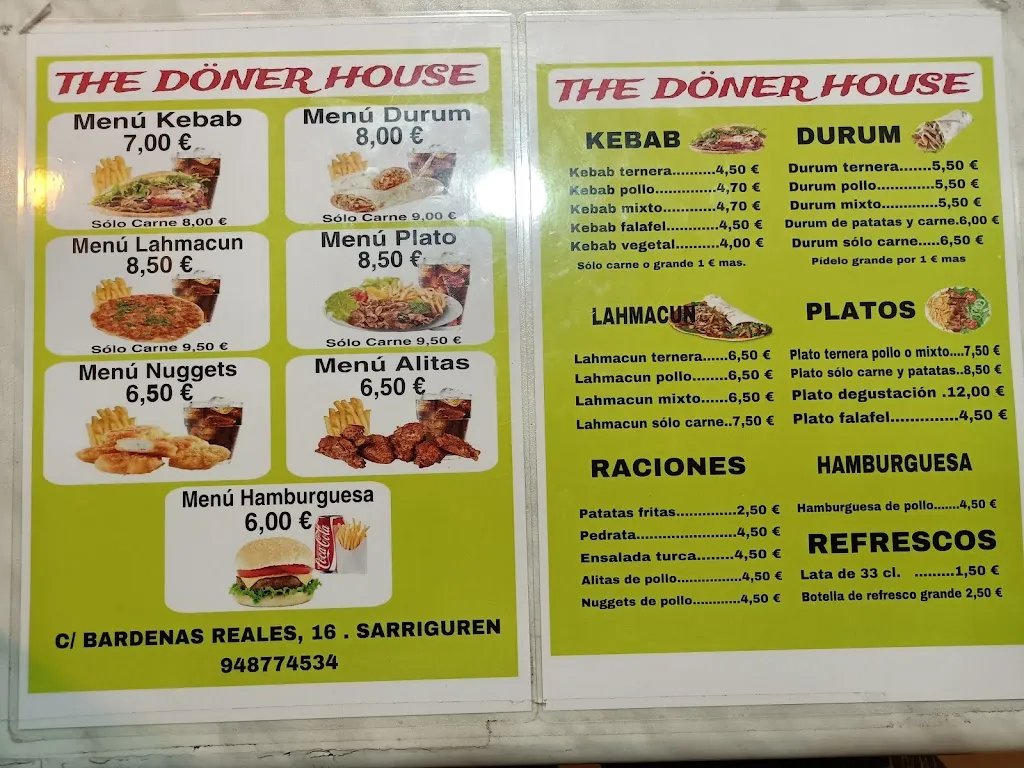 THE DÖNER HOUSE
Menú Kebab
7,00 €
Sólo Carne 8,00 €
Menú Durum
8,00 €
Sólo Carne 9,00 €
Menú Lahmacun
8,50 €
Sólo Carne 9,50 €
Menú Plato
8,50 €
Sólo Carne 9,50 €
Menú Nuggets
6,50 €
Menú Alitas
6,50 €
Menú Hamburguesa
6,00 €
Coca-Cola
C/ BARDENAS REALES, 16 . SARRIGUREN
948774534
THE DÖNER HOUSE
KEBAB
Kebab ternera..........4,50 €
Kebab pollo..............4,70 €
Kebab mixto.............4,70 €
Kebab falafel............4,50 €
Kebab vegetal..........4,00 €
Sólo carne o grande 1 € mas.
DURUM
Durum ternera.......5,50 €
Durum pollo.............5,50 €
Durum mixto............5,50 €
Durum de patatas y carne.6,00 €
Durum sólo carne.....6,50 €
Pídelo grande por 1 € mas
LAHMACUN
Lahmacun ternera......6,50 €
Lahmacun pollo........6,50 €
Lahmacun mixto......6,50 €
Lahmacun sólo carne..7,50 €
PLATOS
Plato ternera pollo o mixto....7,50 €
Plato sólo carne y patatas..8,50 €
Plato degustación .12,00 €
Plato falafel.............4,50 €
RACIONES
Patatas fritas..............2,50 €
Pedrata.......................4,50 €
Ensalada turca........4,50 €
Alitas de pollo.................4,50 €
Nuggets de pollo.............4,50 €
HAMBURGUESA
Hamburguesa de pollo.......4,50 €
REFRESCOS
Lata de 33 cl. .........1,50 €
Botella de refresco grande 2,50 €